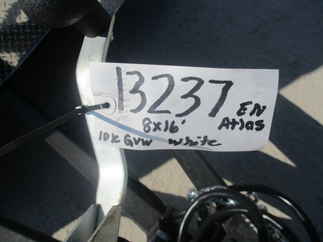 13237 EN
8x16' Atlas
10K GVW white